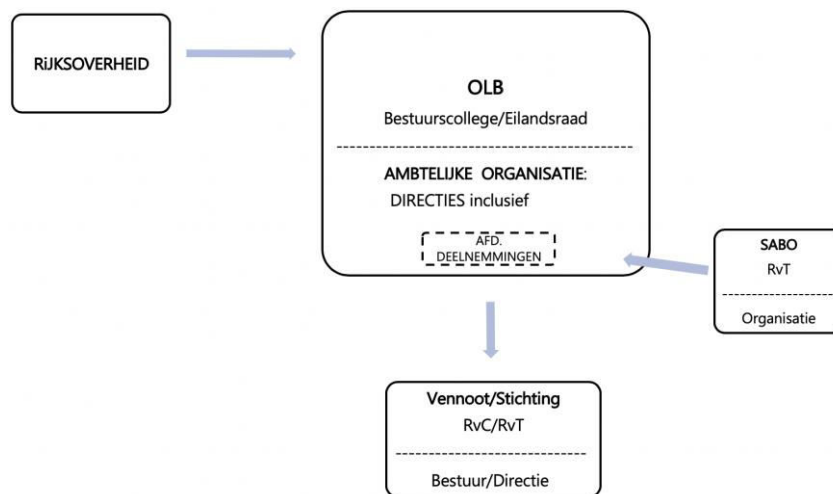 RiJKSOVERHEID
OLB
Bestuurscollege/Eilandsraad
AMBTELIJKE ORGANISATIE:
DIRECTIES inclusief
AFD.
DEELNEMMINGEN
SABO
RvT
Organisatie
Vennoot/Stichting
RvC/RvT
Bestuur/Directie